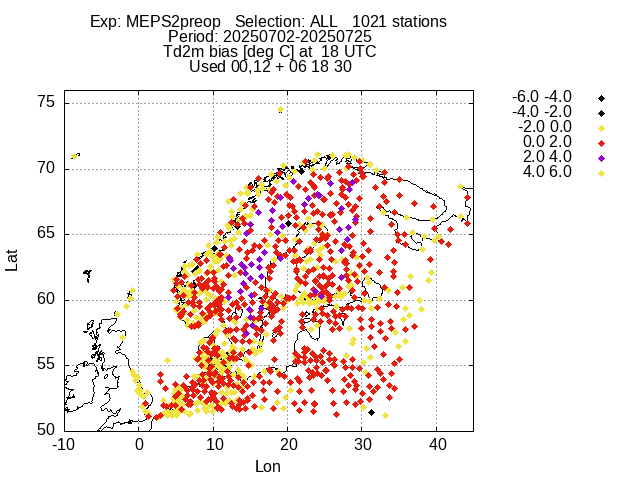 Exp: MEPS2preop   Selection: ALL   1021 stations
Period: 20250702-20250725
Td2m bias [deg C] at  18 UTC
Used 00,12 + 06 18 30
-6.0 -4.0
-4.0 -2.0
-2.0 0.0
0.0 2.0
2.0 4.0
4.0 6.0
75
70
65
60
55
50
Lat
-10 0 10 20 30 40
Lon